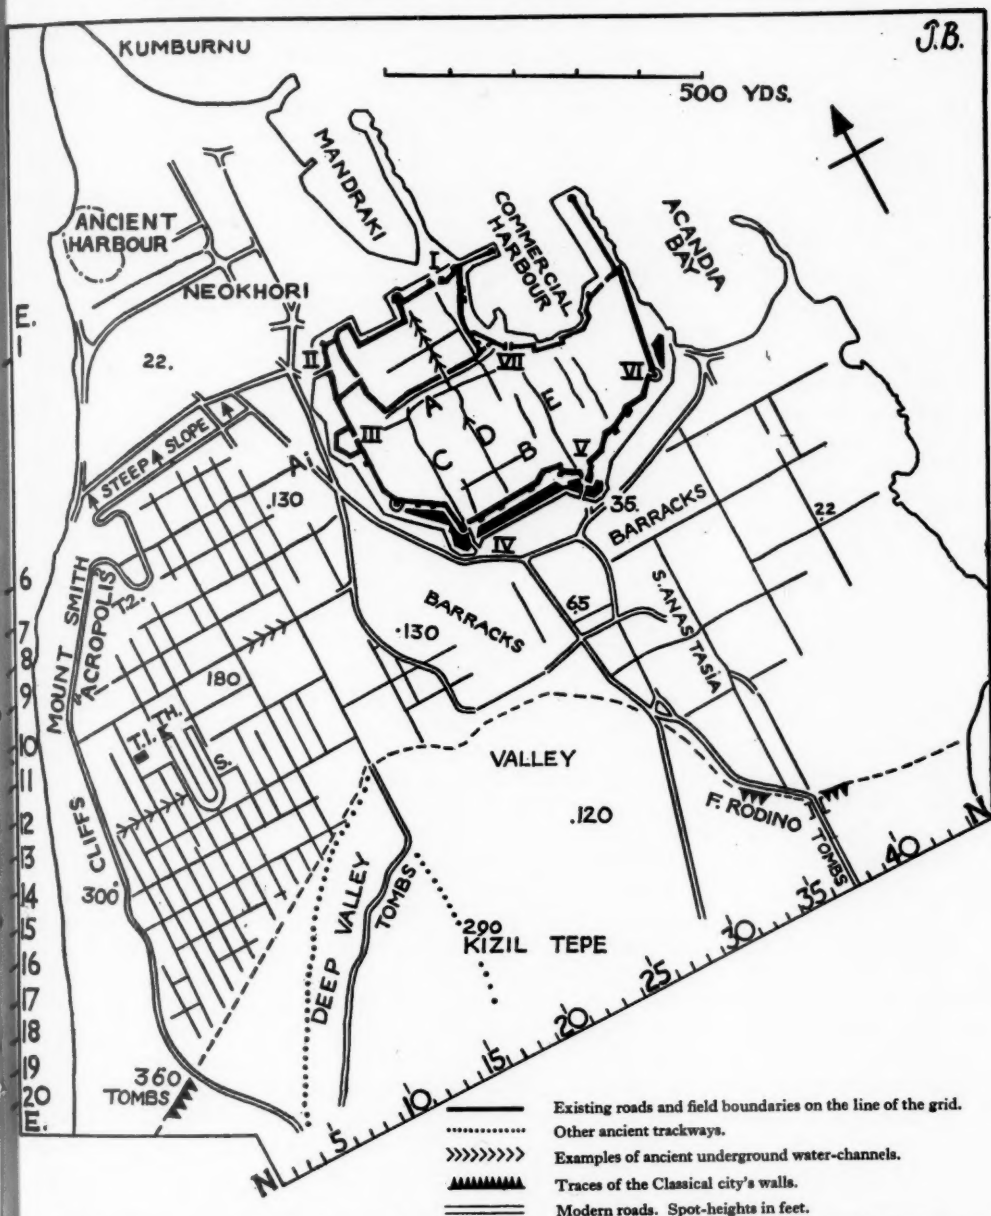 J.B.
KUMBURNU
500 YDS.
MANDRAKI
COMMERCIAL
HARBOUR
ACANDIA
BAY
ANCIENT
HARBOUR
NEOKHORI
I.
II
III
IV
V
VI
VII
A
B
C
D
E
E.
1
22.
STEEP SLOPE
A
.130
35.
BARRACKS
22
6
7
8
9
10
11
12
13
14
15
16
17
18
19
20
E.
MOUNT SMITH
"ACROPOLIS"
T2.
.130
BARRACKS
65
S. ANASTASIA
180
T.1.
TH.
S.
VALLEY
.120
F. RODINO
TOMBS
CLIFFS
300.
DEEP VALLEY
TOMBS
290
KIZIL TEPE
360
TOMBS
N
5
10
15
20
25
30
35
40
N
Existing roads and field boundaries on the line of the grid.
Other ancient trackways.
Examples of ancient underground water-channels.
Traces of the Classical city's walls.
Modern roads. Spot-heights in feet.